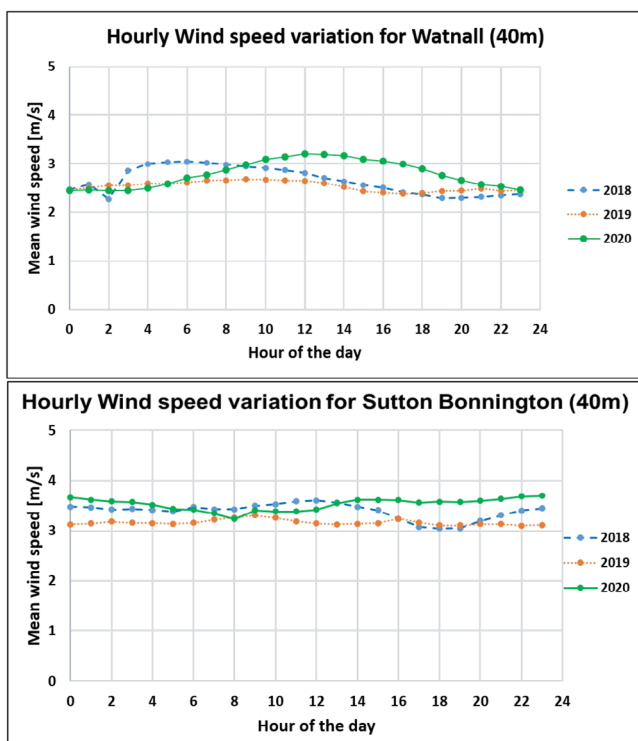 Hourly Wind speed variation for Watnall (40m)
Mean wind speed [m/s]
5
4
3
2
1
0
0 2 4 6 8 10 12 14 16 18 20 22 24
Hour of the day
2018
2019
2020
Hourly Wind speed variation for Sutton Bonnington (40m)
Mean wind speed [m/s]
5
4
3
2
1
0
0 2 4 6 8 10 12 14 16 18 20 22 24
Hour of the day
2018
2019
2020